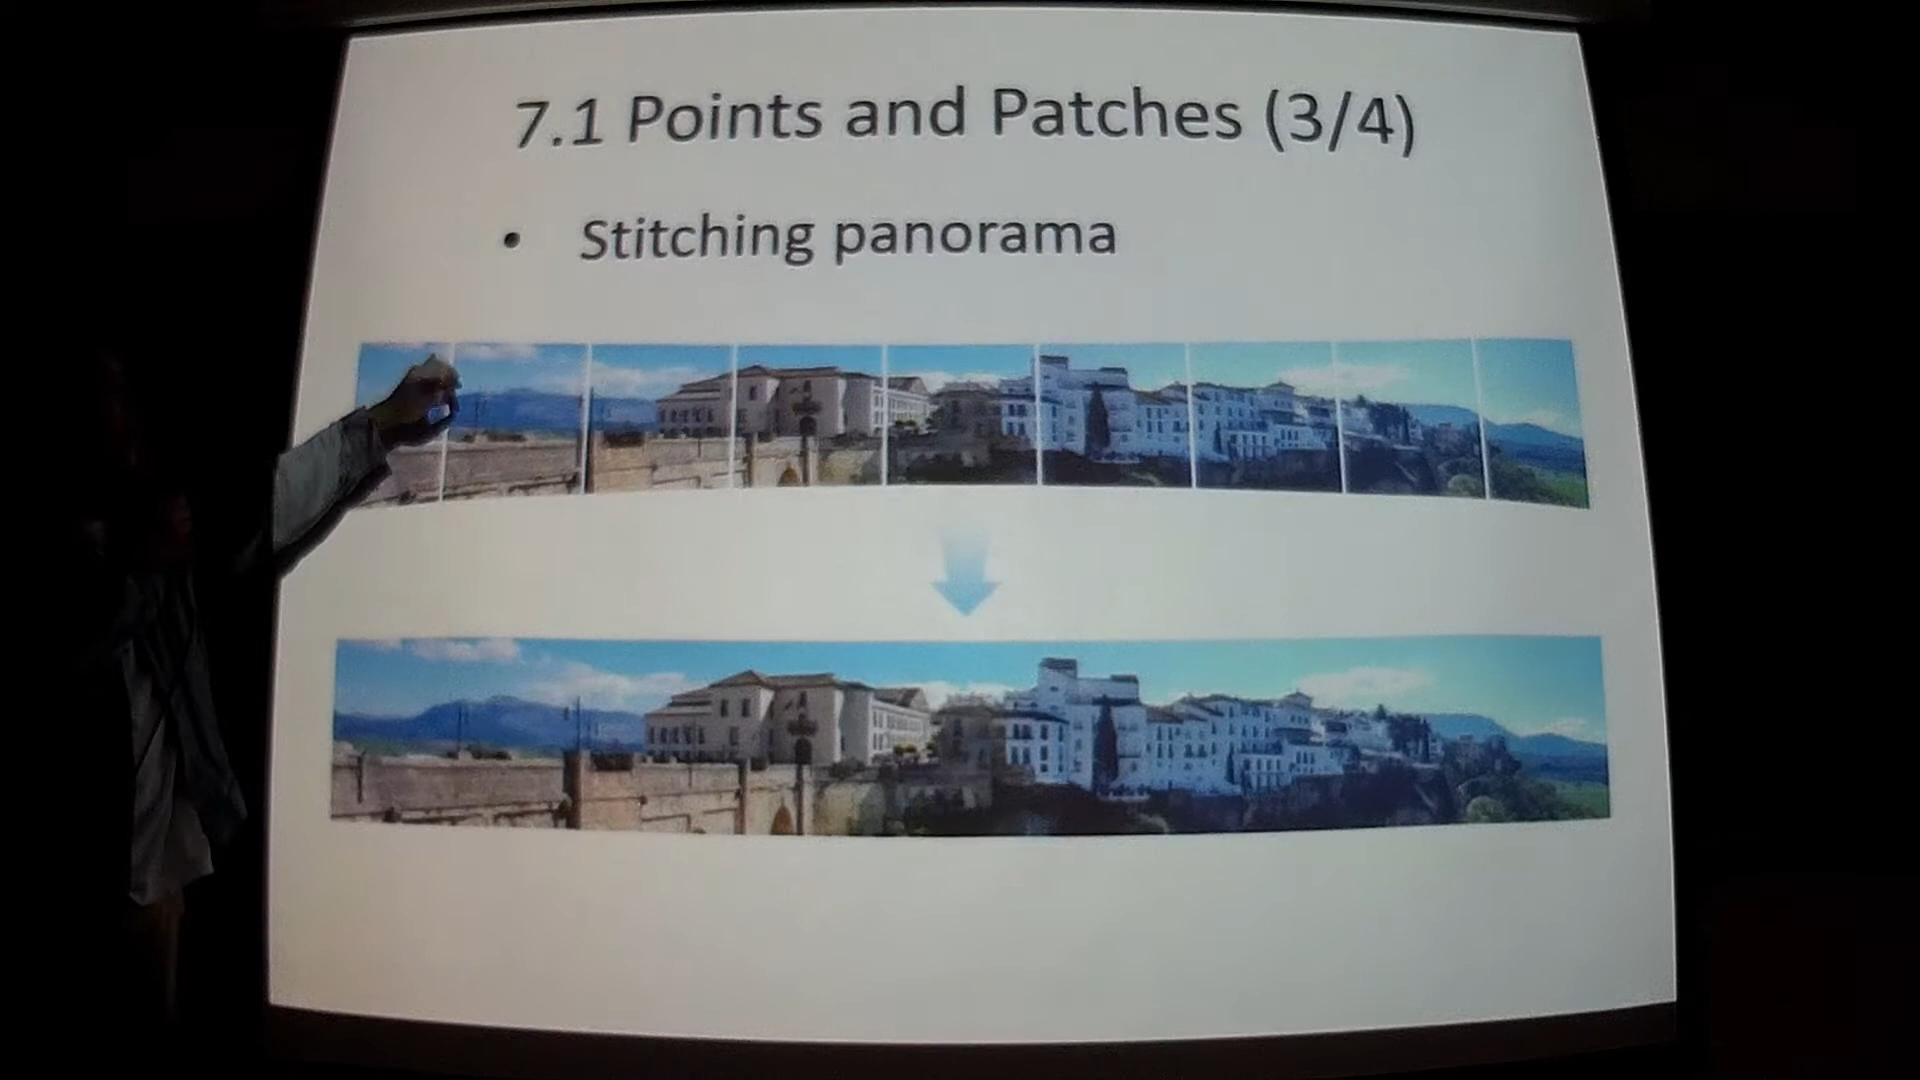 7.1 Points and Patches (3/4)
• Stitching panorama